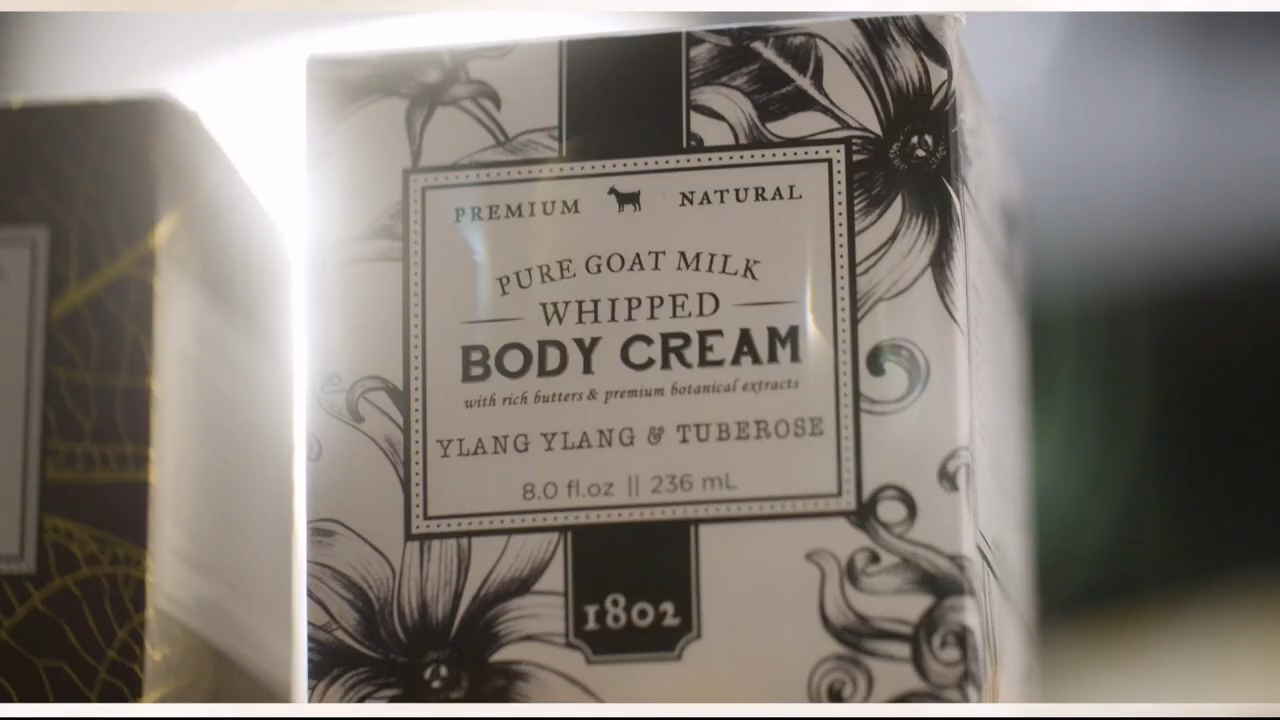 PREMIUM NATURAL
PURE GOAT MILK
WHIPPED
BODY CREAM
with rich butters & premium botanical extracts
YLANG YLANG & TUBEROSE
8.0 fl.oz || 236 mL
1802